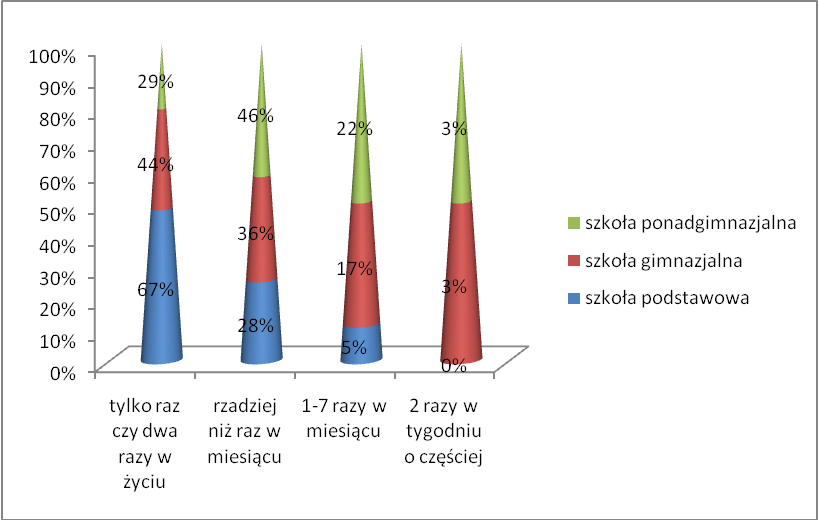 100%
90%
80%
70%
60%
50%
40%
30%
20%
10%
0%
29%
44%
67%
46%
36%
28%
22%
17%
5%
3%
3%
0%
tylko raz
czy dwa
razy w
życiu
rzadziej
niż raz w
miesiącu
1-7 razy w
miesiącu
2 razy w
tygodniu
o częściej
szkoła ponadgimnazjalna
szkoła gimnazjalna
szkoła podstawowa